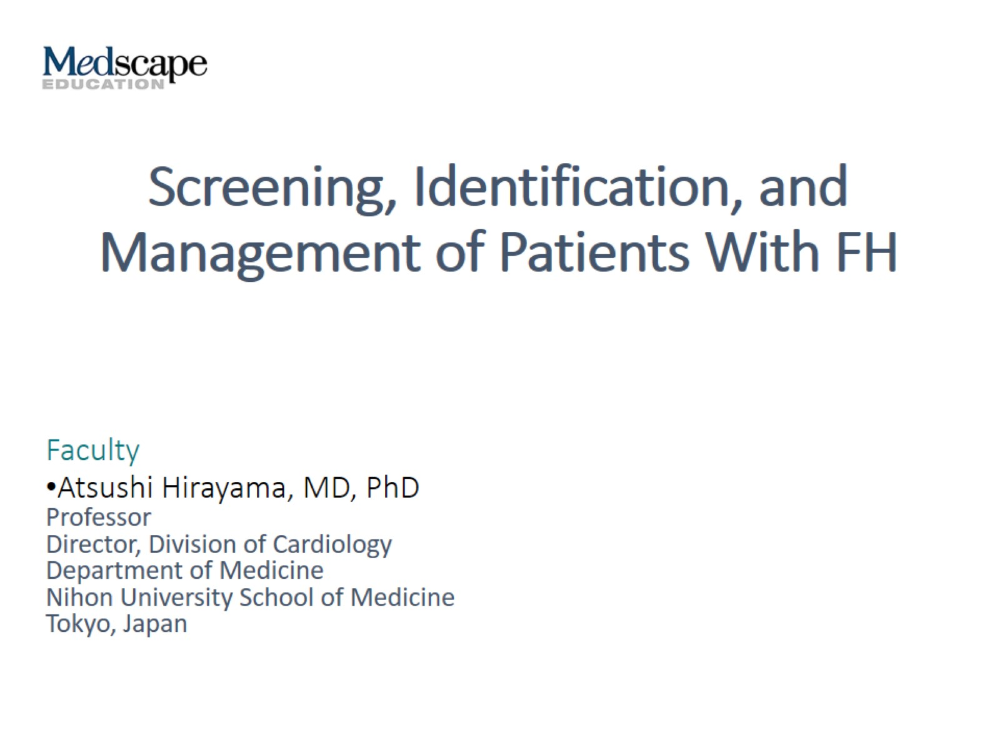 Medscape
EDUCATION
Screening, Identification, and
Management of Patients With FH
Faculty
•Atsushi Hirayama, MD, PhD
Professor
Director, Division of Cardiology
Department of Medicine
Nihon University School of Medicine
Tokyo, Japan